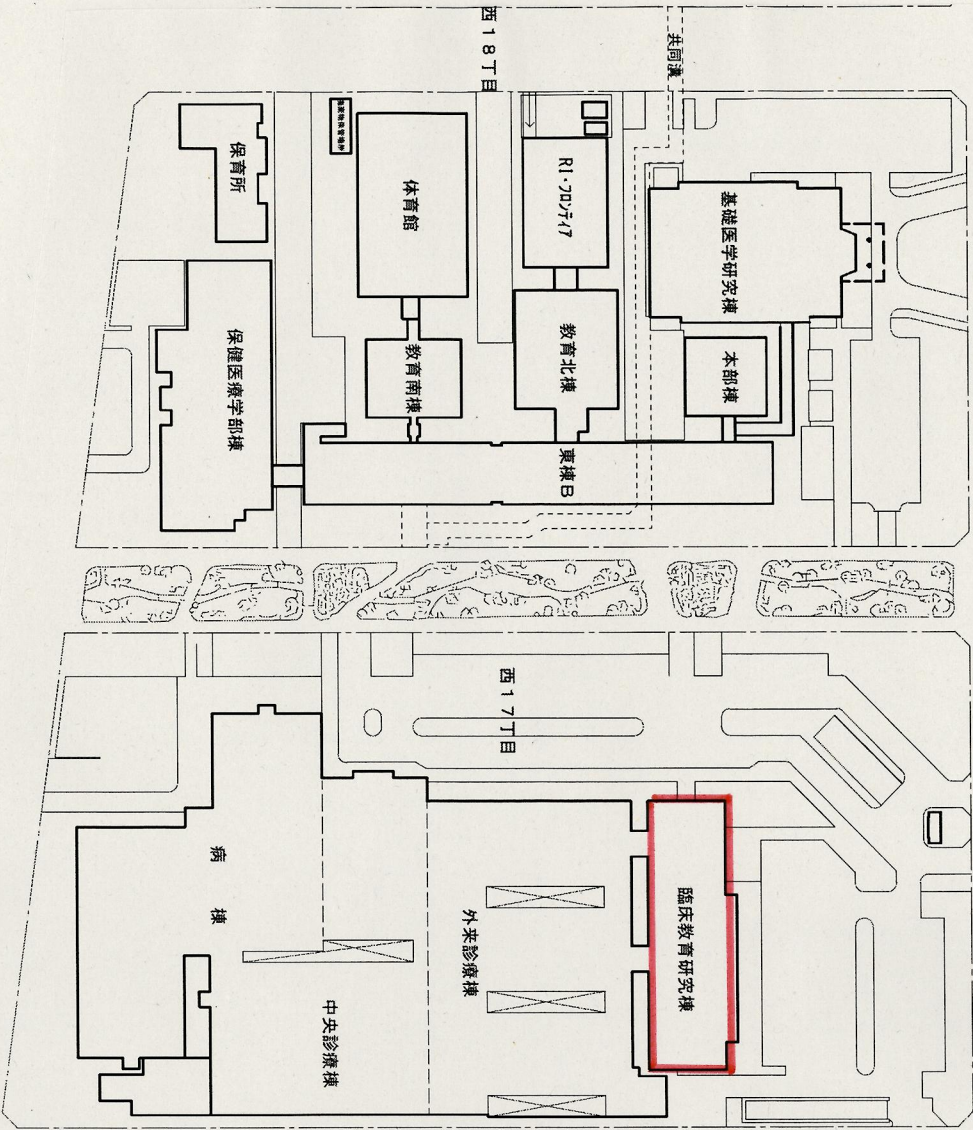 西18丁目
共同溝
保育所
体育館
RI・フロンティア
基礎医学研究棟
保健医療学部棟
教育南棟
教育北棟
本部棟
東棟B
西17丁目
病棟
中央診療棟
外来診療棟
臨床教育研究棟